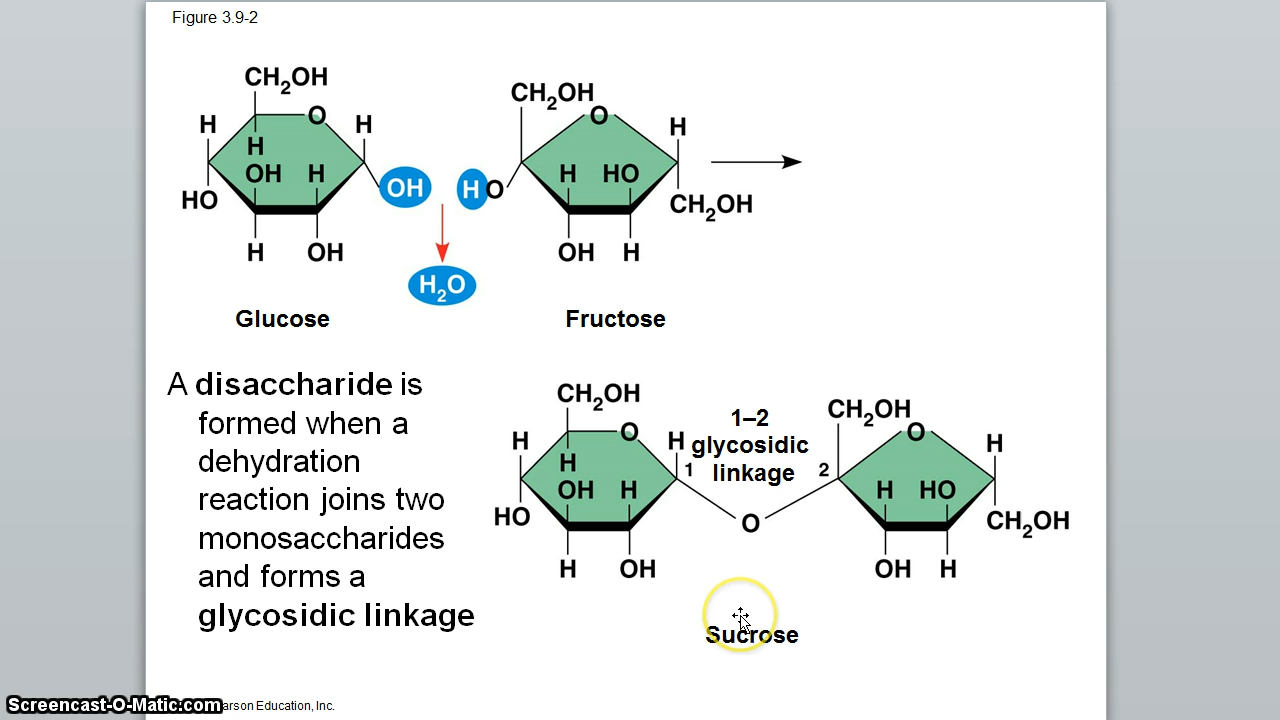 Figure 3.9-2
CH2OH
CH2OH
O
O
H
H
H
H
OH
H
H
HO
HO
OH
HO
CH2OH
H
OH
OH
H
H2O
Glucose
Fructose
A disaccharide is
formed when a
dehydration
reaction joins two
monosaccharides
and forms a
glycosidic linkage
CH2OH
O
H
H
H
OH
H
HO
H
OH
1
1–2
glycosidic
linkage
2
O
CH2OH
O
H
H
HO
CH2OH
OH
H
Sucrose
Education, Inc.
Screencast-O-Matic.com